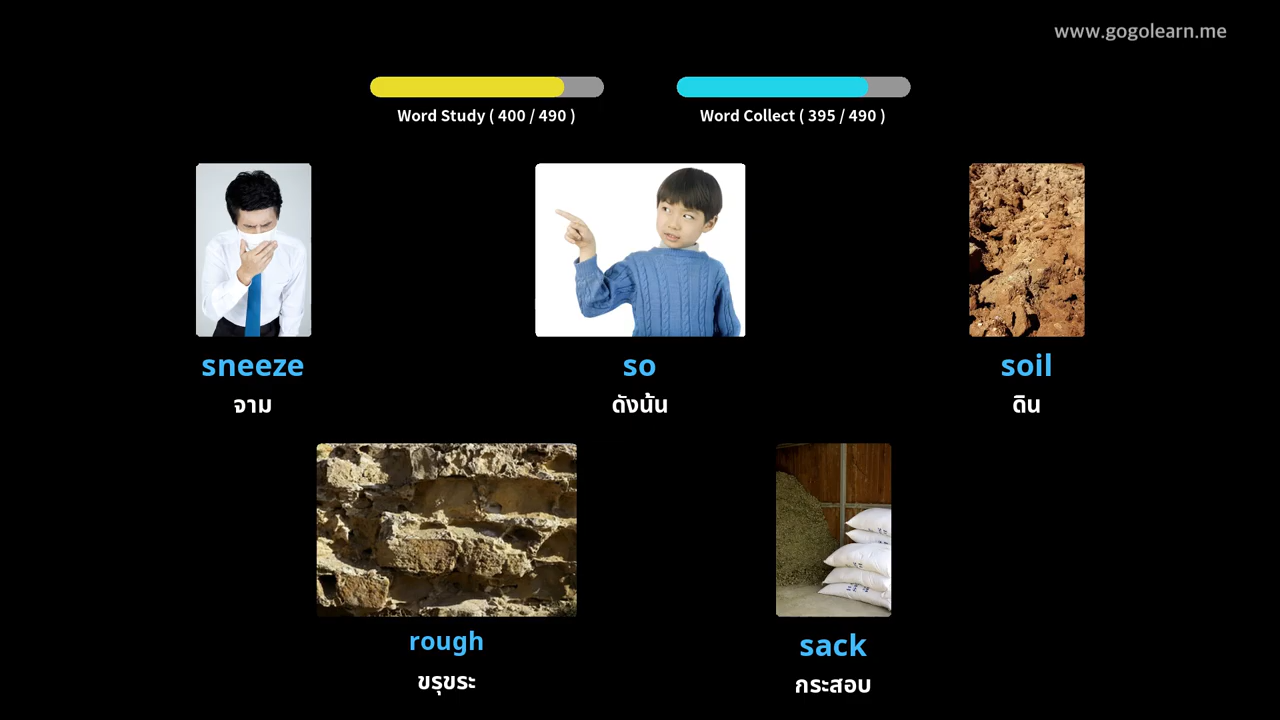 www.gogolearn.me
Word Study ( 400 / 490 )
Word Collect ( 395 / 490 )
sneeze
จาม
so
ดังนั้น
soil
ดิน
rough
ขรุขระ
sack
กระสอบ